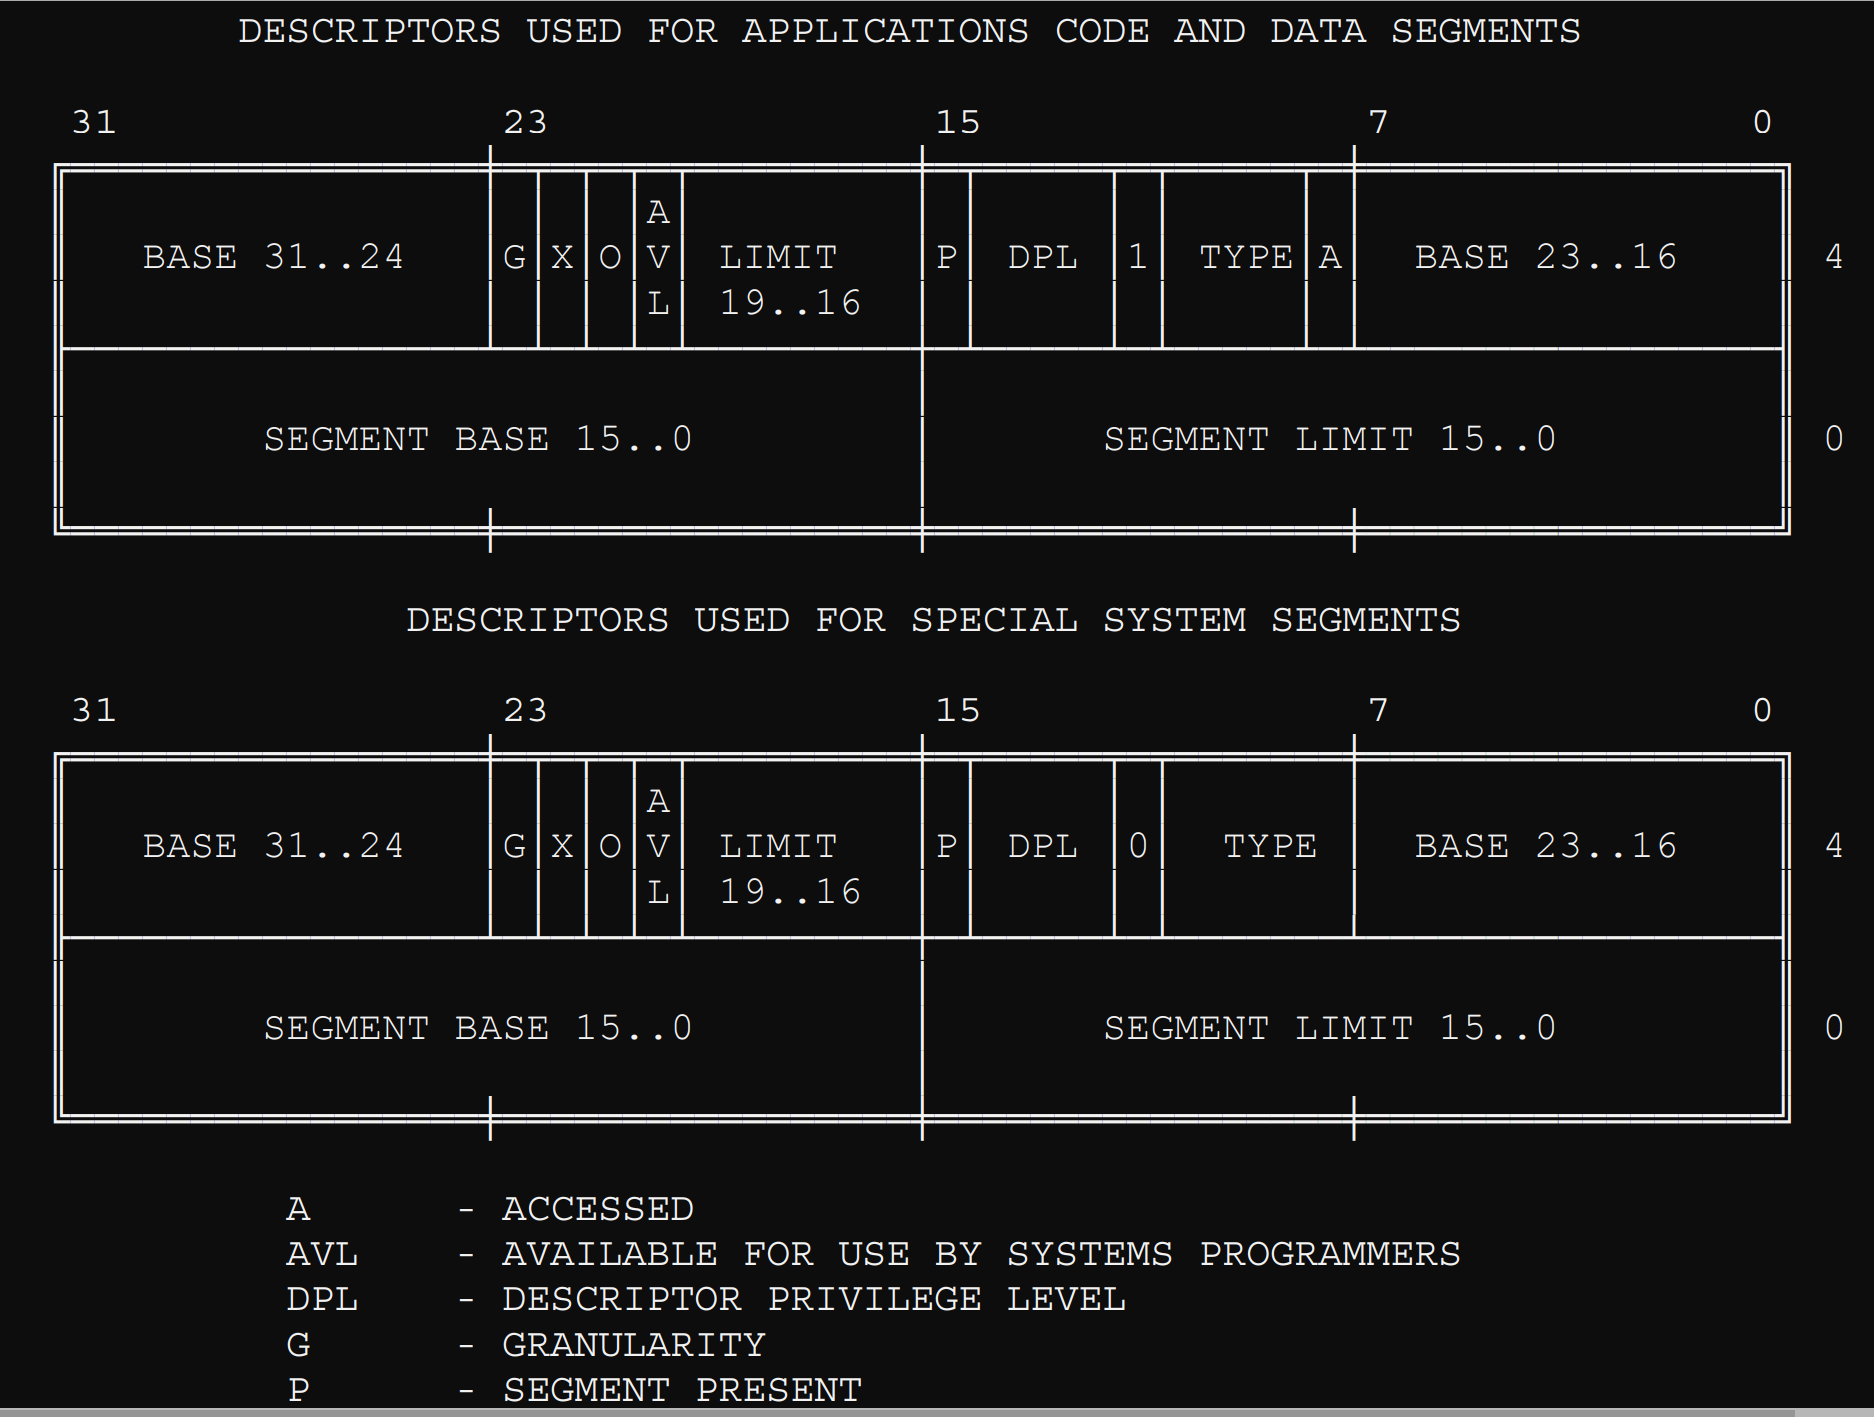 DESCRIPTORS USED FOR APPLICATIONS CODE AND DATA SEGMENTS
31 23 15 7 0
A
BASE 31..24 G X O V LIMIT P DPL 1 TYPE A BASE 23..16 4
L 19..16
SEGMENT BASE 15..0 SEGMENT LIMIT 15..0 0
DESCRIPTORS USED FOR SPECIAL SYSTEM SEGMENTS
31 23 15 7 0
A
BASE 31..24 G X O V LIMIT P DPL 0 TYPE BASE 23..16 4
L 19..16
SEGMENT BASE 15..0 SEGMENT LIMIT 15..0 0
A - ACCESSED
AVL - AVAILABLE FOR USE BY SYSTEMS PROGRAMMERS
DPL - DESCRIPTOR PRIVILEGE LEVEL
G - GRANULARITY
P - SEGMENT PRESENT